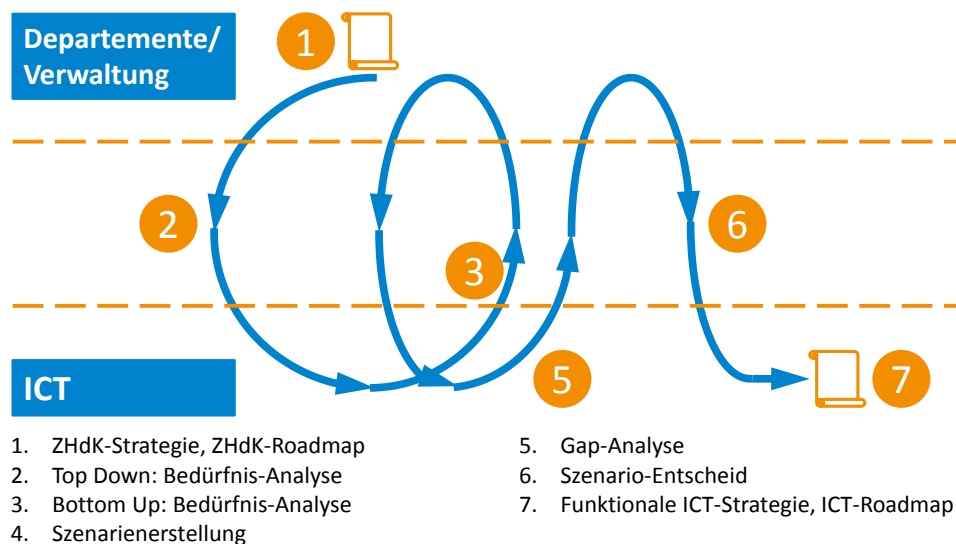 Departemente/
Verwaltung
1
2
3
6
5
7
ICT
1. ZHdK-Strategie, ZHdK-Roadmap
2. Top Down: Bedürfnis-Analyse
3. Bottom Up: Bedürfnis-Analyse
4. Szenarienerstellung
5. Gap-Analyse
6. Szenario-Entscheid
7. Funktionale ICT-Strategie, ICT-Roadmap